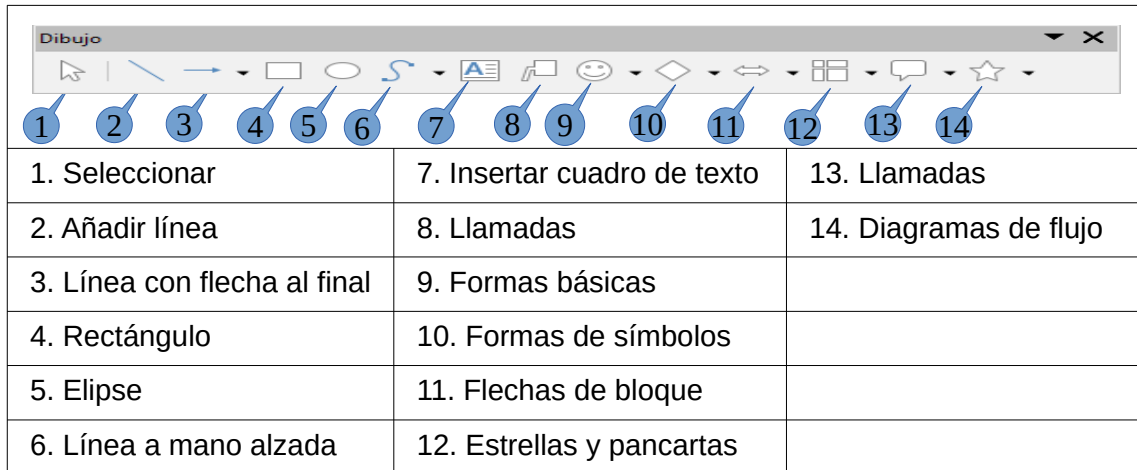 Dibujo
A
1 2 3 4 5 6 7 8 9 10 11 12 13 14
1. Seleccionar
7. Insertar cuadro de texto
13. Llamadas
2. Añadir línea
8. Llamadas
14. Diagramas de flujo
3. Línea con flecha al final
9. Formas básicas
4. Rectángulo
10. Formas de símbolos
5. Elipse
11. Flechas de bloque
6. Línea a mano alzada
12. Estrellas y pancartas